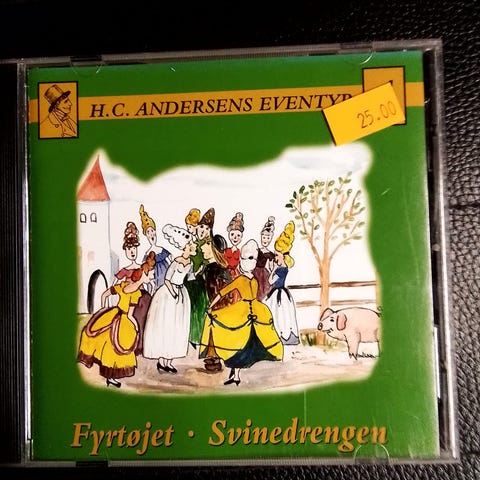 H.C. ANDERSENS EVENTYR
25.00
Fyrtøjet · Svinedrengen